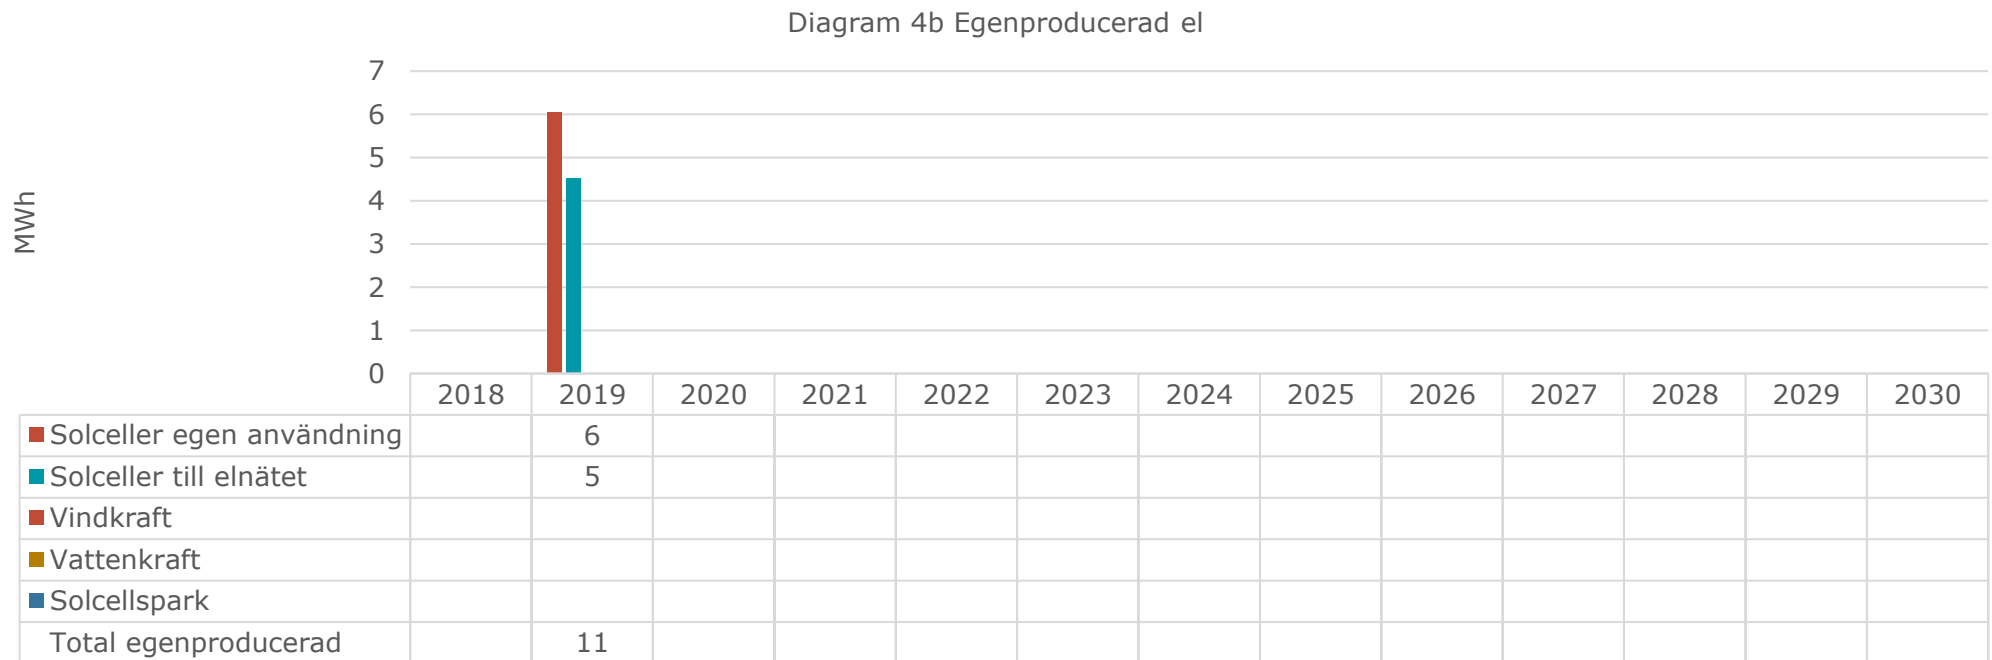 Diagram 4b Egenproducerad el
MWh
7
6
5
4
3
2
1
0
2018 2019 2020 2021 2022 2023 2024 2025 2026 2027 2028 2029 2030
Solceller egen användning 6
Solceller till elnätet 5
Vindkraft
Vattenkraft
Solcellspark
Total egenproducerad 11